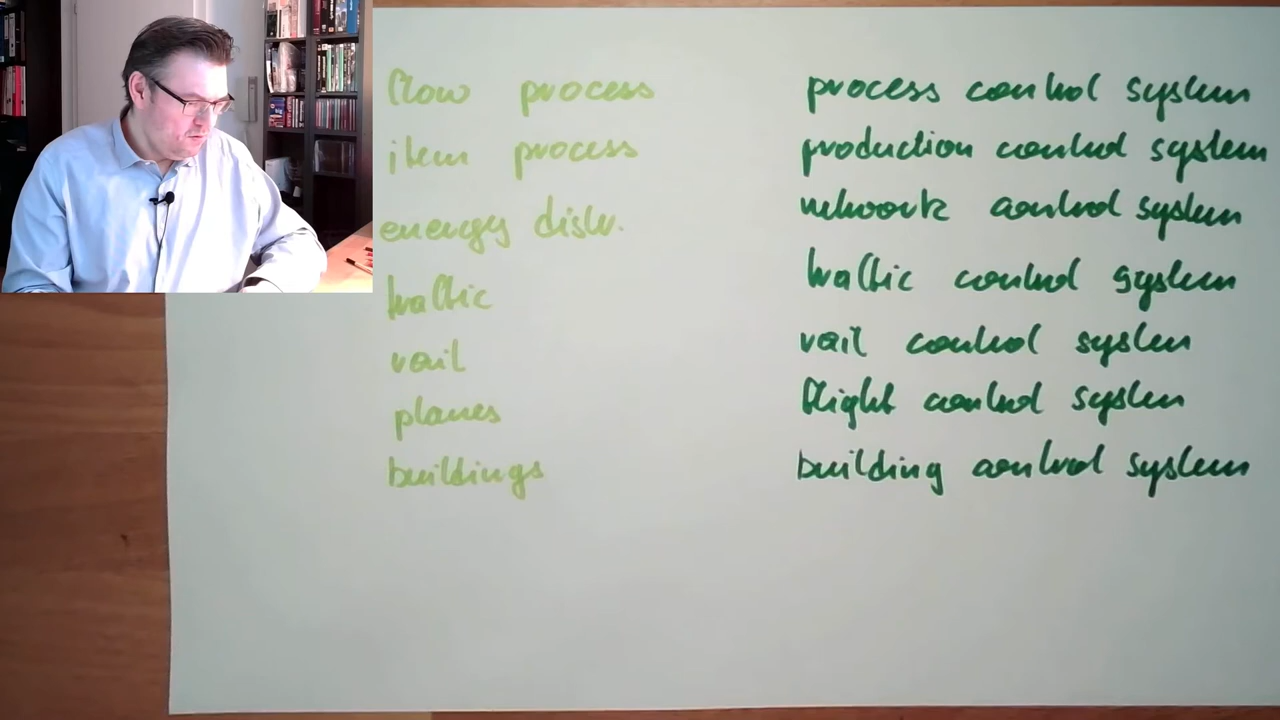 flow process process control system
item process production control system
energy distr. network control system
traffic traffic control system
rail rail control system
planes flight control system
buildings building control system